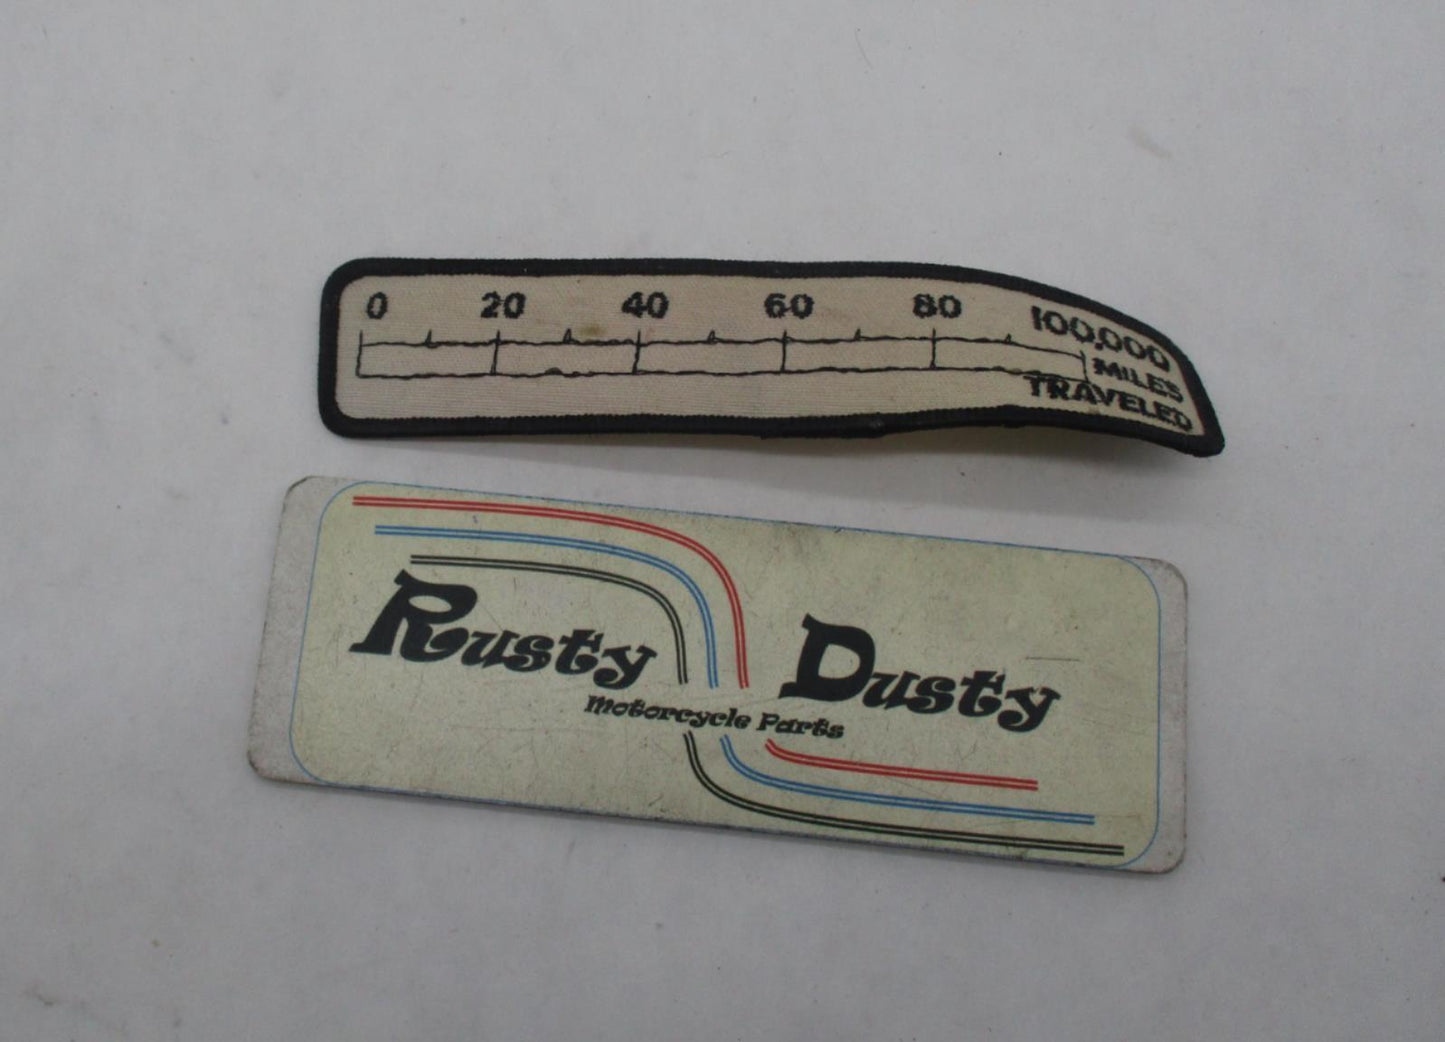 0 20 40 60 80 100,000
MILES
TRAVELED
Rusty Dusty
Motorcycle Parts